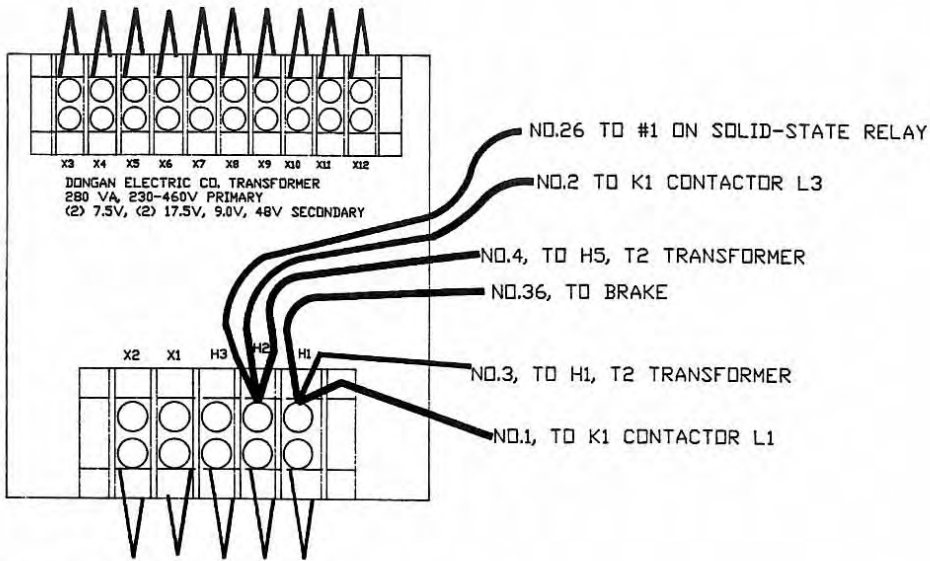 NO.26 TO #1 ON SOLID-STATE RELAY
X3 X4 X5 X6 X7 X8 X9 X10 X11 X12
DONGAN ELECTRIC CO. TRANSFORMER
280 VA, 230-460V PRIMARY
(2) 7.5V, (2) 17.5V, 9.0V, 48V SECONDARY
NO.2 TO K1 CONTACTOR L3
NO.4, TO H5, T2 TRANSFORMER
NO.36, TO BRAKE
X2 X1 H3 H2 H1
NO.3, TO H1, T2 TRANSFORMER
NO.1, TO K1 CONTACTOR L1